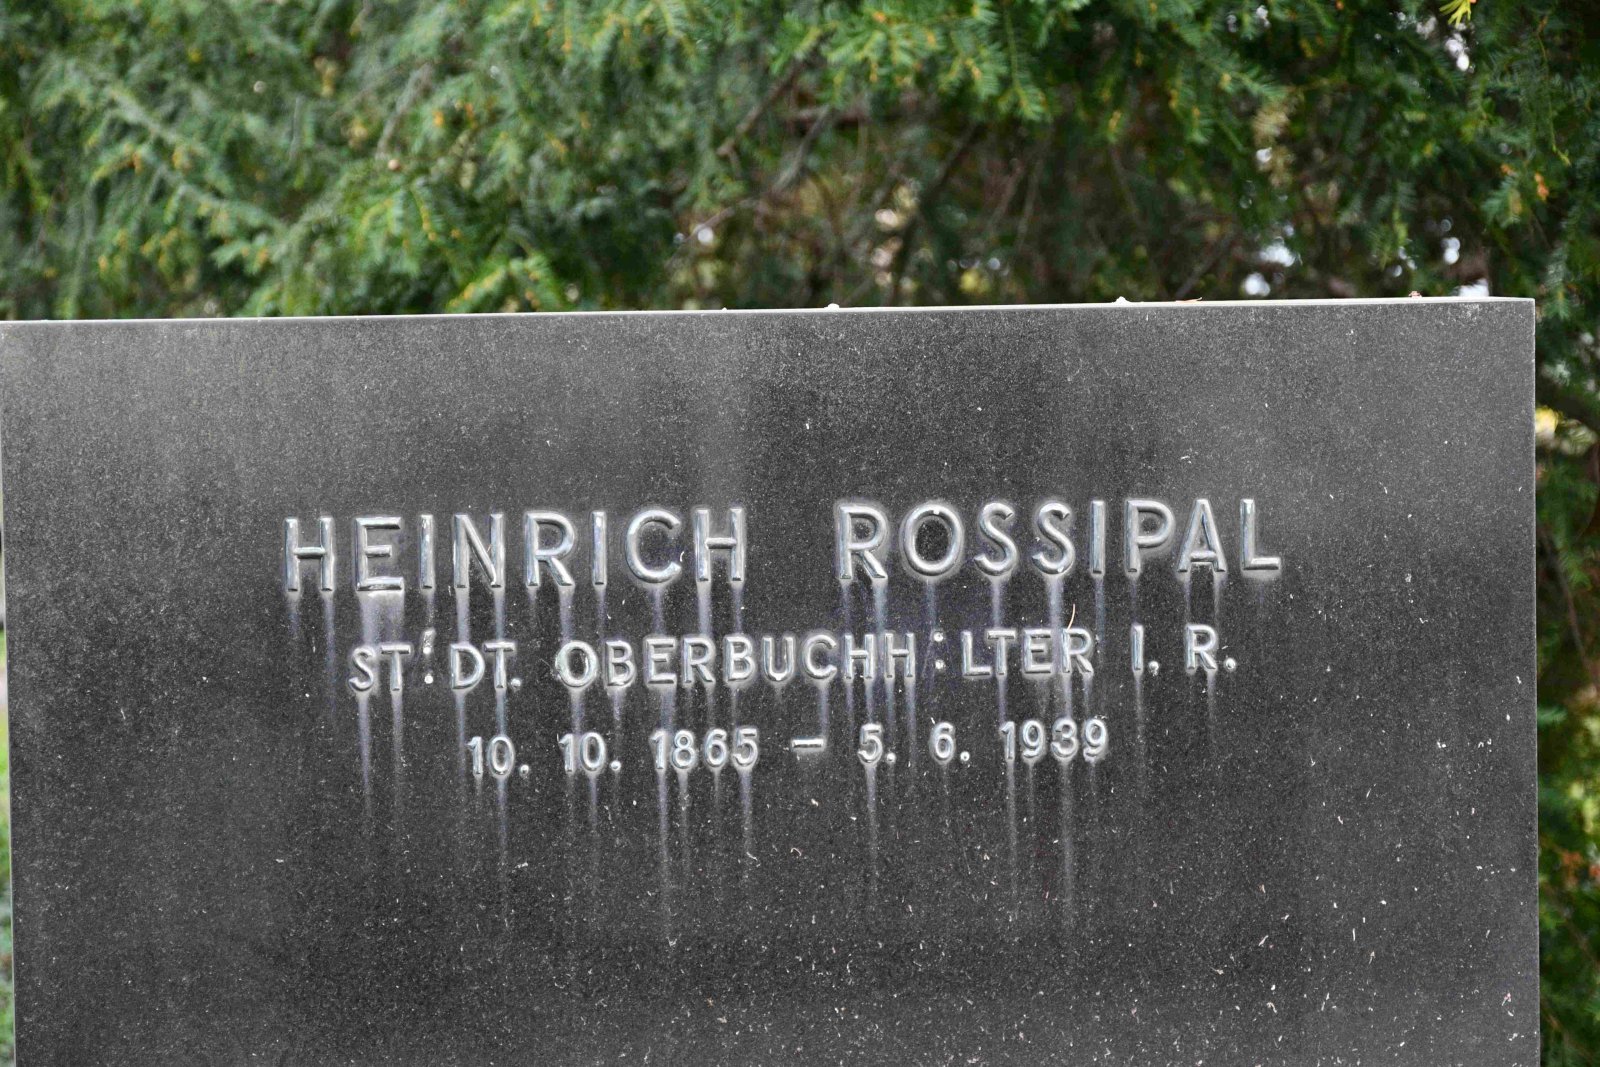 HEINRICH ROSSIPAL
ST DT. OBERBUCHH LTER I. R.
10. 10. 1865 – 5. 6. 1939